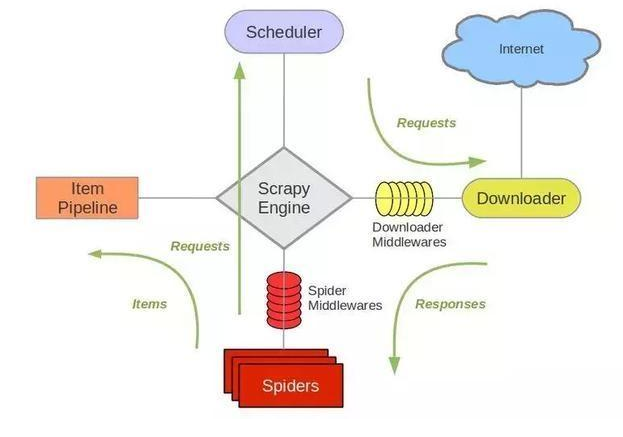 Scheduler
Internet
Requests
Item
Pipeline
Scrapy
Engine
Downloader
Downloader
Middlewares
Requests
Spider
Middlewares
Items
Responses
Spiders